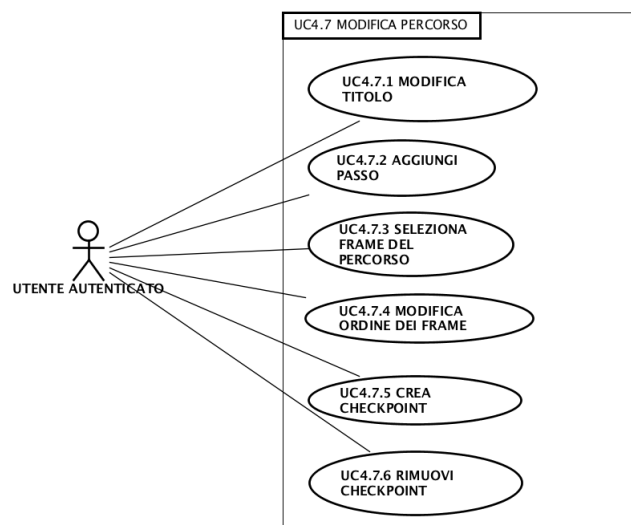 UC4.7 MODIFICA PERCORSO
UC4.7.1 MODIFICA
TITOLO
UC4.7.2 AGGIUNGI
PASSO
UC4.7.3 SELEZIONA
FRAME DEL
PERCORSO
UTENTE AUTENTICATO
UC4.7.4 MODIFICA
ORDINE DEI FRAME
UC4.7.5 CREA
CHECKPOINT
UC4.7.6 RIMUOVI
CHECKPOINT